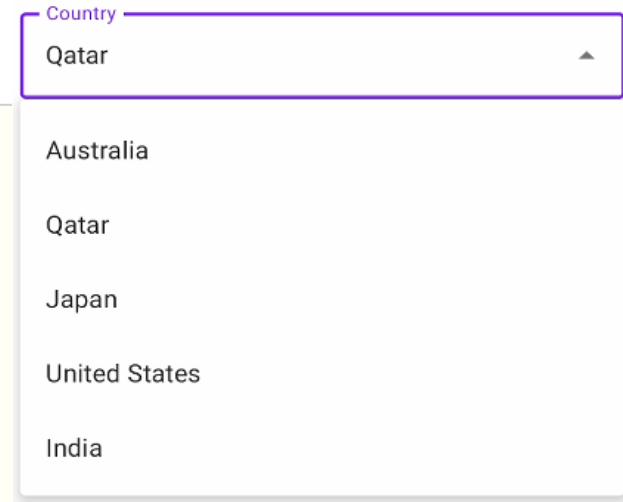 Country
Qatar
Australia
Qatar
Japan
United States
India